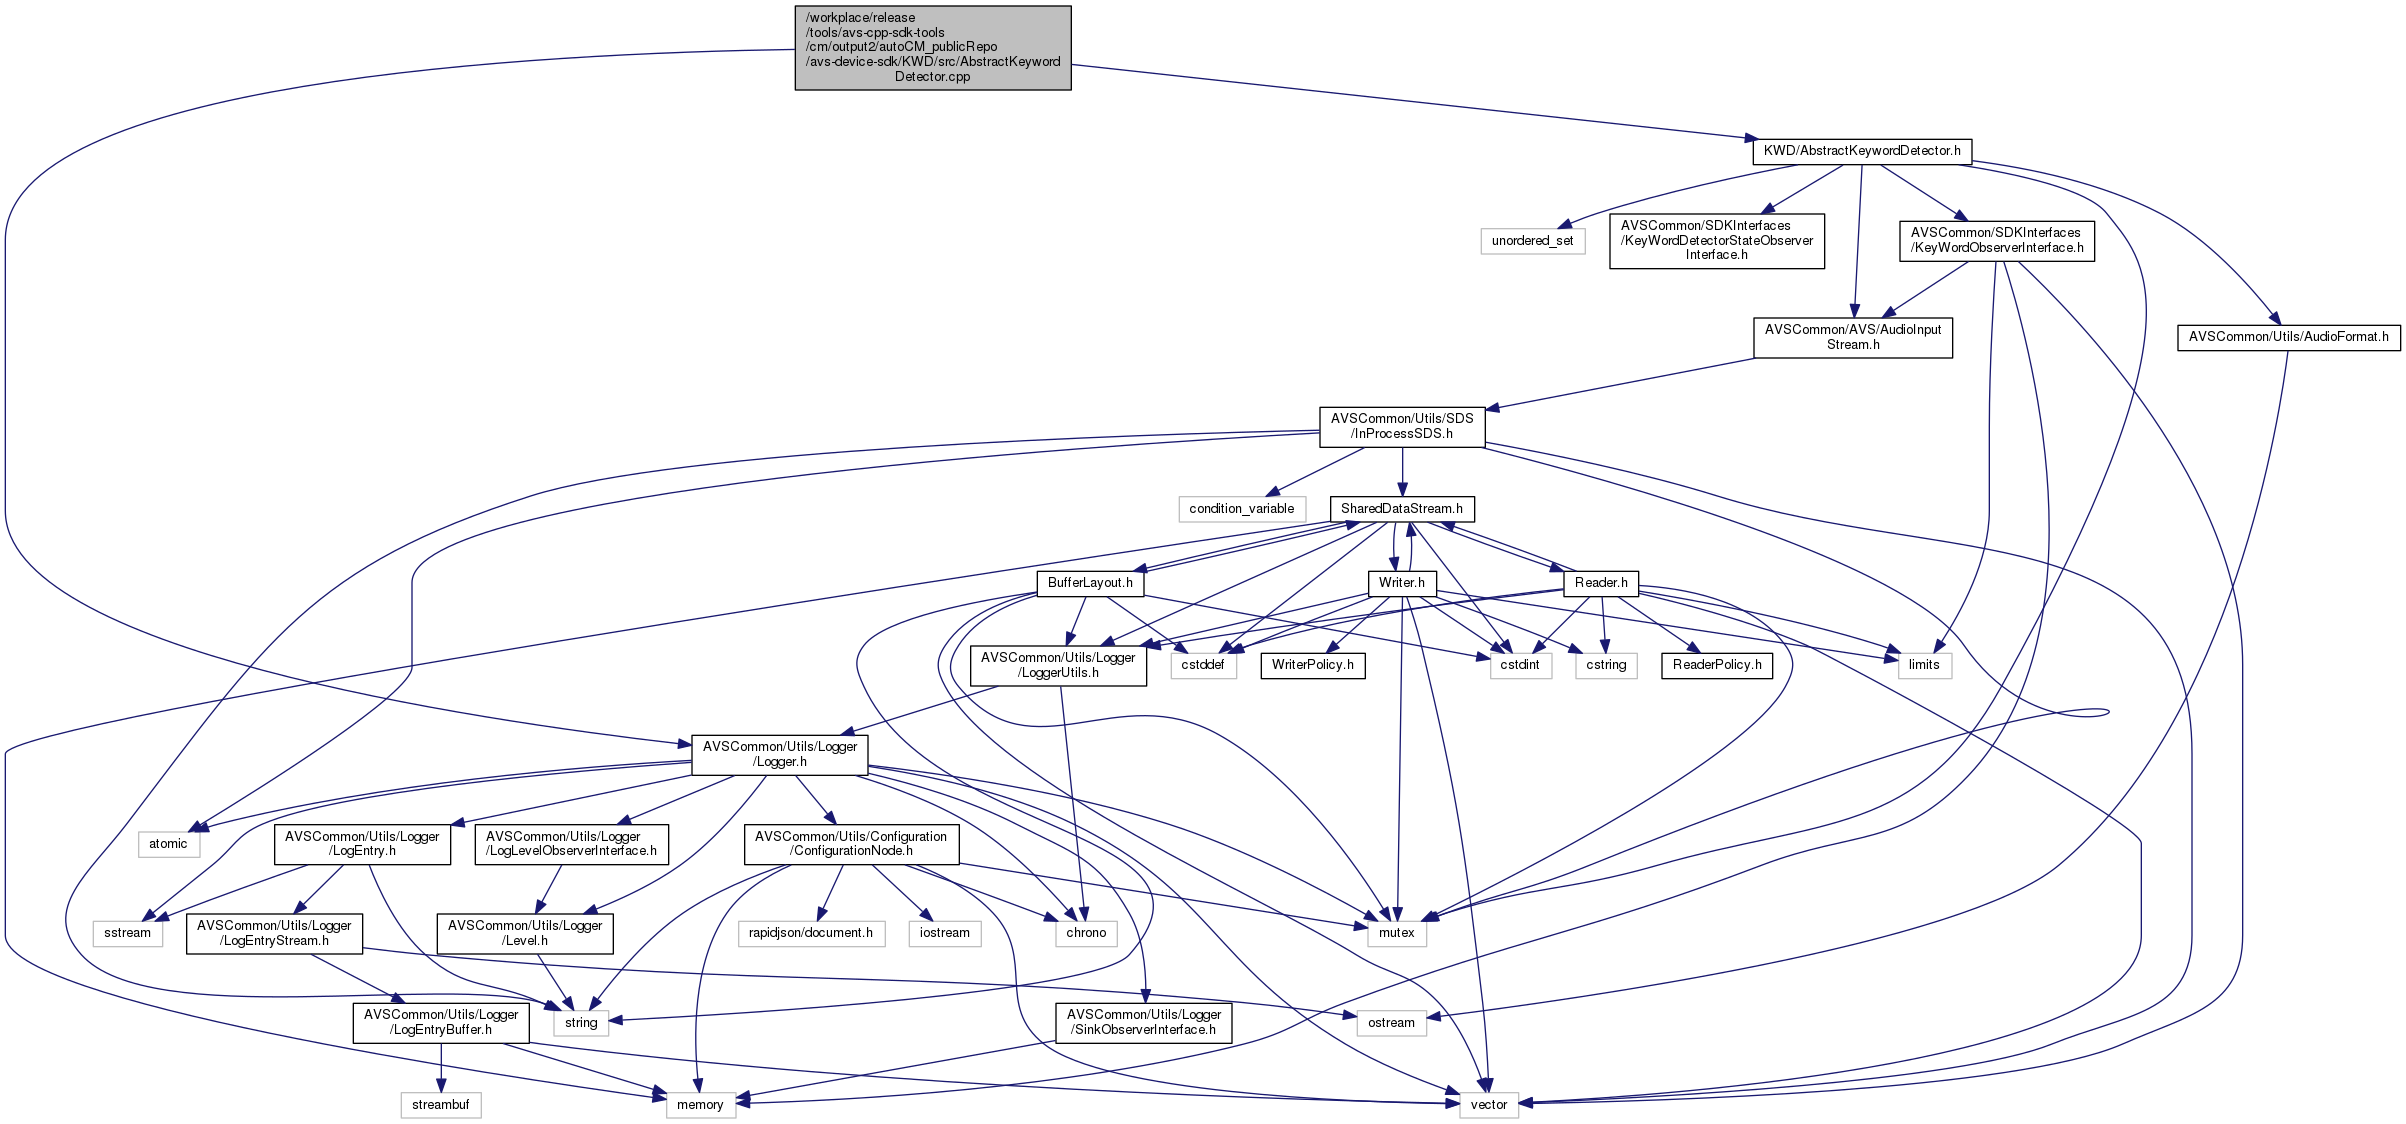 /workplace/release
/tools/avs-cpp-sdk-tools
/cm/output2/autoCM_publicRepo
/avs-device-sdk/KWD/src/AbstractKeyword
Detector.cpp
KWD/AbstractKeywordDetector.h
unordered_set
AVSCommon/SDKInterfaces
/KeyWordDetectorStateObserver
Interface.h
AVSCommon/SDKInterfaces
/KeyWordObserverInterface.h
AVSCommon/AVS/AudioInput
Stream.h
AVSCommon/Utils/AudioFormat.h
AVSCommon/Utils/SDS
/InProcessSDS.h
condition_variable
SharedDataStream.h
BufferLayout.h
Writer.h
Reader.h
AVSCommon/Utils/Logger
/LoggerUtils.h
cstddef
WriterPolicy.h
cstdint
cstring
ReaderPolicy.h
limits
AVSCommon/Utils/Logger
/Logger.h
atomic
AVSCommon/Utils/Logger
/LogEntry.h
AVSCommon/Utils/Logger
/LogLevelObserverInterface.h
AVSCommon/Utils/Configuration
/ConfigurationNode.h
sstream
AVSCommon/Utils/Logger
/LogEntryStream.h
AVSCommon/Utils/Logger
/Level.h
rapidjson/document.h
iostream
chrono
mutex
AVSCommon/Utils/Logger
/LogEntryBuffer.h
string
AVSCommon/Utils/Logger
/SinkObserverInterface.h
ostream
streambuf
memory
vector